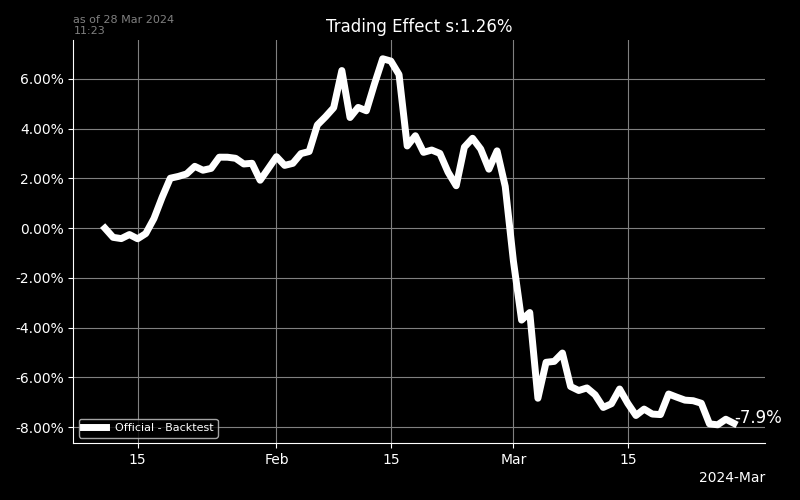 as of 28 Mar 2024
11:23
Trading Effect s:1.26%
6.00%
4.00%
2.00%
0.00%
-2.00%
-4.00%
-6.00%
-8.00%
-7.9%
Official - Backtest
15
Feb
15
Mar
15
2024-Mar